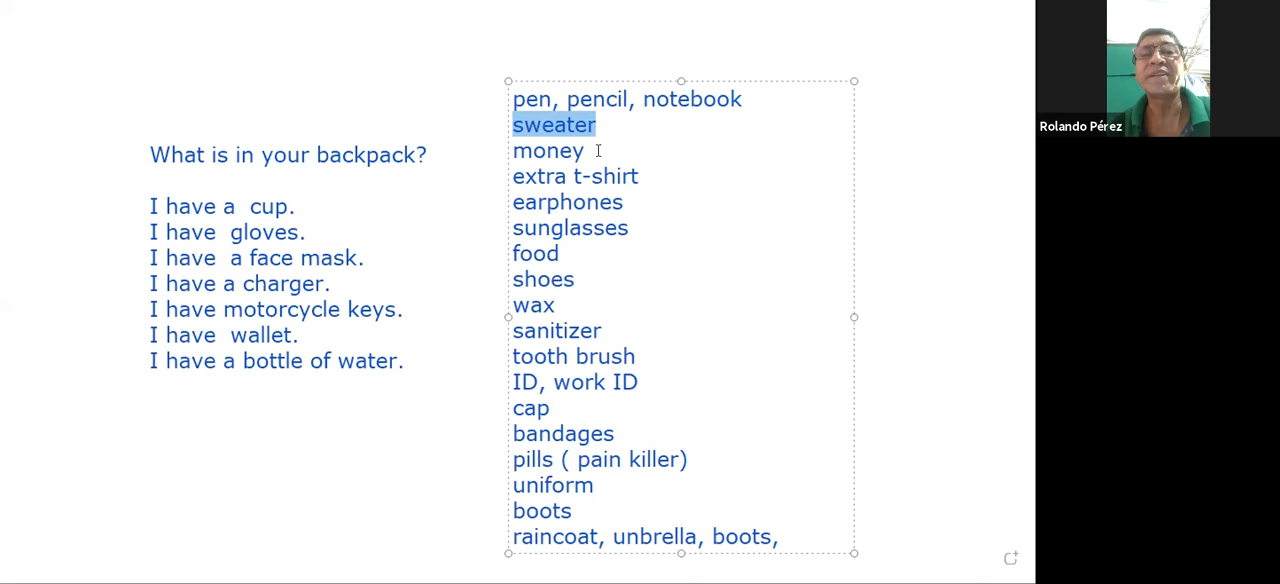 What is in your backpack?
I have a  cup.
I have  gloves.
I have  a face mask.
I have a charger.
I have motorcycle keys.
I have  wallet.
I have a bottle of water.
pen, pencil, notebook
sweater
money
extra t-shirt
earphones
sunglasses
food
shoes
wax
sanitizer
tooth brush
ID, work ID
cap
bandages
pills ( pain killer)
uniform
boots
raincoat, unbrella, boots,
Rolando Pérez